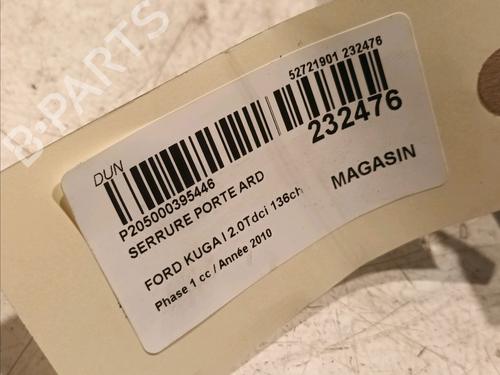 B-PARTS
52721901 232476
232476
MAGASIN
DUN
P205000395446
SERRURE PORTE ARD
FORD KUGA I 2.0Tdci 136ch
Phase 1 cc / Année 2010